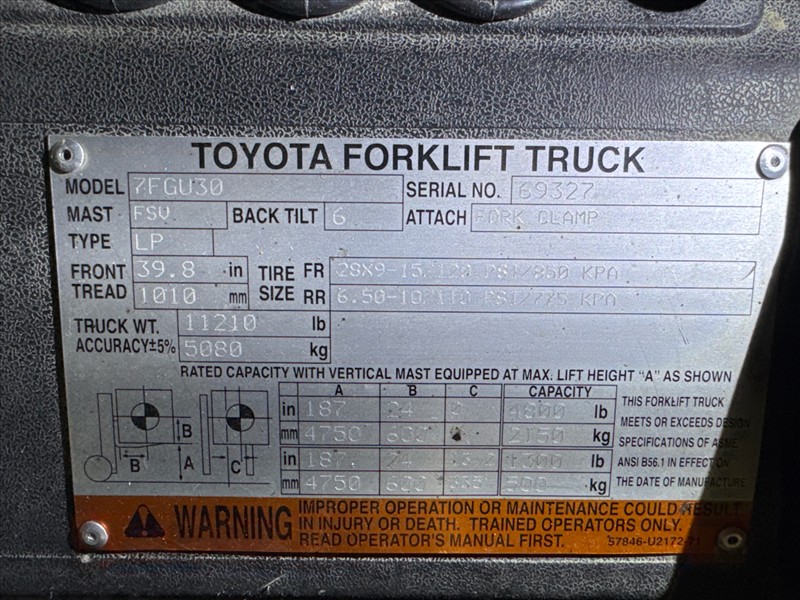 TOYOTA FORKLIFT TRUCK
MODEL 7FGU30 SERIAL NO. 69327
MAST FSV BACK TILT 6 ATTACH FORK CLAMP
TYPE LP
FRONT TREAD 39.8 in 1010 mm
TIRE SIZE FR 28X9-15/120 PSI/850 KPA
RR 6.50-10/110 PSI/775 KPA
TRUCK WT. 11210 lb
ACCURACY±5% 5080 kg
RATED CAPACITY WITH VERTICAL MAST EQUIPPED AT MAX. LIFT HEIGHT "A" AS SHOWN
A B C CAPACITY
in 187 24 0 lb
mm 4750 600 kg
in 187 24 lb
mm 4750 600 kg
B
A
B
C
THIS FORKLIFT TRUCK
MEETS OR EXCEEDS DESIGN
SPECIFICATIONS OF ASME
ANSI B56.1 IN EFFECT ON
THE DATE OF MANUFACTURE
WARNING
IMPROPER OPERATION OR MAINTENANCE COULD RESULT
IN INJURY OR DEATH. TRAINED OPERATORS ONLY.
READ OPERATOR'S MANUAL FIRST. 57846-U2172-71